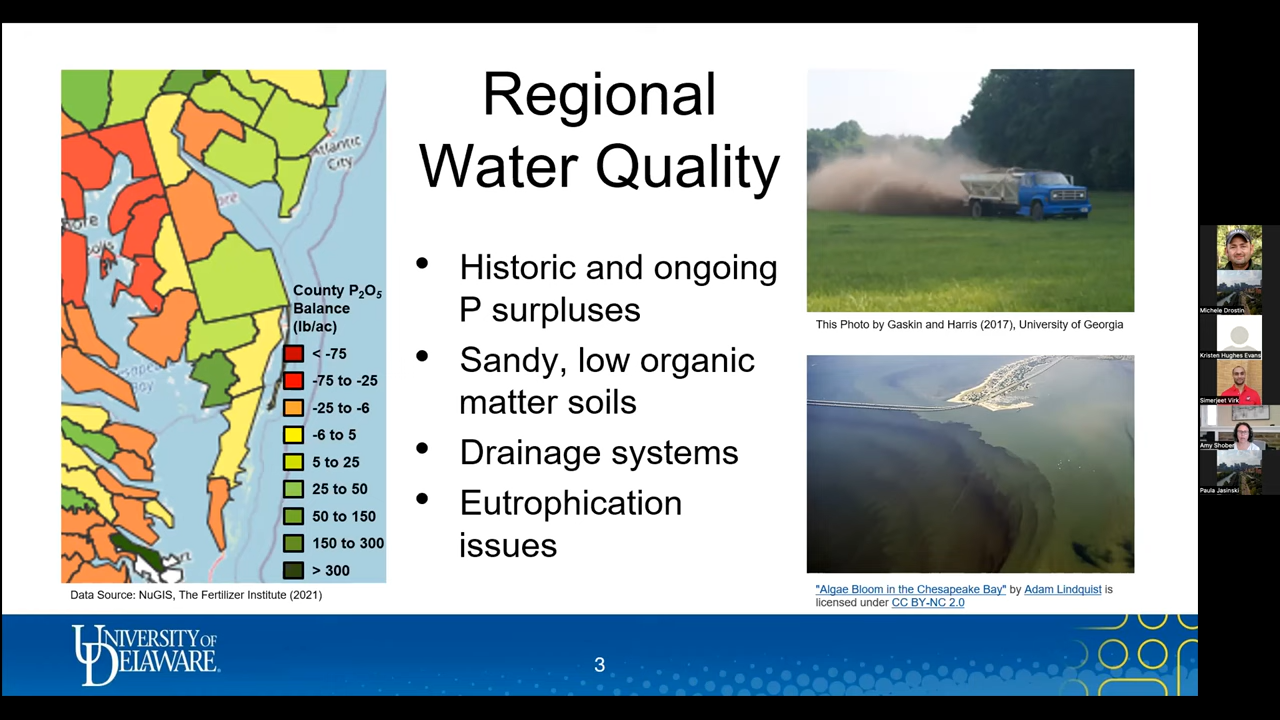 Regional
Water Quality
• Historic and ongoing
P surpluses
• Sandy, low organic
matter soils
• Drainage systems
• Eutrophication
issues
Atlantic
City
County P₂O₅
Balance
(lb/ac)
< -75
-75 to -25
-25 to -6
-6 to 5
5 to 25
25 to 50
50 to 150
150 to 300
> 300
Data Source: NuGIS, The Fertilizer Institute (2021)
This Photo by Gaskin and Harris (2017), University of Georgia
"Algae Bloom in the Chesapeake Bay" by Adam Lindquist is
licensed under CC BY-NC 2.0
UNIVERSITY OF
DELAWARE
3
Michele Drostin
Kristen Hughes Evans
Simerjeet Virk
Amy Shober
Paula Jasinski